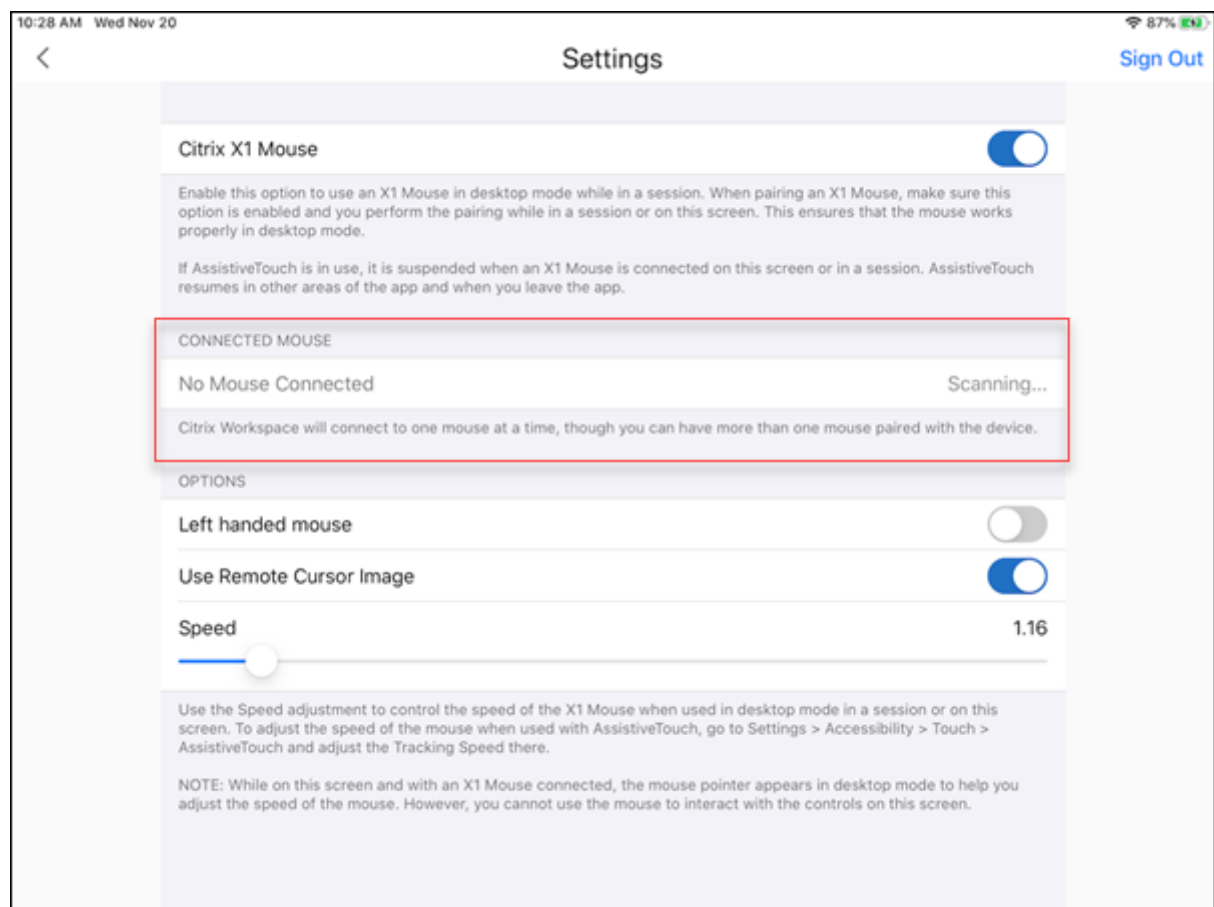 10:28 AM Wed Nov 20
87%
Settings
Sign Out
Citrix X1 Mouse
Enable this option to use an X1 Mouse in desktop mode while in a session. When pairing an X1 Mouse, make sure this
option is enabled and you perform the pairing while in a session or on this screen. This ensures that the mouse works
properly in desktop mode.
If AssistiveTouch is in use, it is suspended when an X1 Mouse is connected on this screen or in a session. AssistiveTouch
resumes in other areas of the app and when you leave the app.
CONNECTED MOUSE
No Mouse Connected
Scanning...
Citrix Workspace will connect to one mouse at a time, though you can have more than one mouse paired with the device.
OPTIONS
Left handed mouse
Use Remote Cursor Image
Speed
1.16
Use the Speed adjustment to control the speed of the X1 Mouse when used in desktop mode in a session or on this
screen. To adjust the speed of the mouse when used with AssistiveTouch, go to Settings > Accessibility > Touch >
AssistiveTouch and adjust the Tracking Speed there.
NOTE: While on this screen and with an X1 Mouse connected, the mouse pointer appears in desktop mode to help you
adjust the speed of the mouse. However, you cannot use the mouse to interact with the controls on this screen.